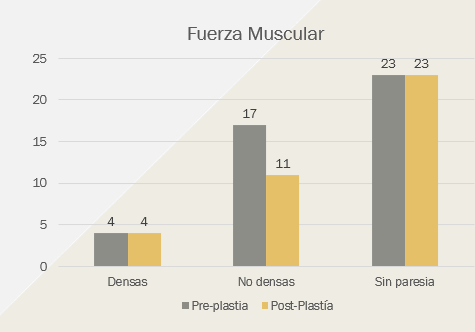 Fuerza Muscular
25
20
15
10
5
0
4
4
17
11
23
23
Densas
No densas
Sin paresia
Pre-plastia
Post-Plastía